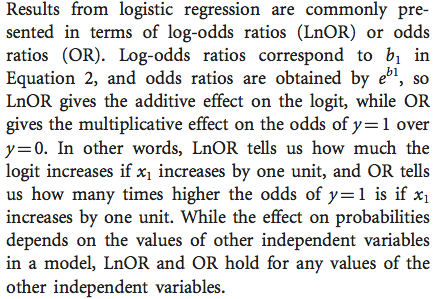 Results from logistic regression are commonly pre-
sented in terms of log-odds ratios (LnOR) or odds
ratios (OR). Log-odds ratios correspond to b₁ in
Equation 2, and odds ratios are obtained by eᵇ¹, so
LnOR gives the additive effect on the logit, while OR
gives the multiplicative effect on the odds of y=1 over
y=0. In other words, LnOR tells us how much the
logit increases if x₁ increases by one unit, and OR tells
us how many times higher the odds of y=1 is if x₁
increases by one unit. While the effect on probabilities
depends on the values of other independent variables
in a model, LnOR and OR hold for any values of the
other independent variables.